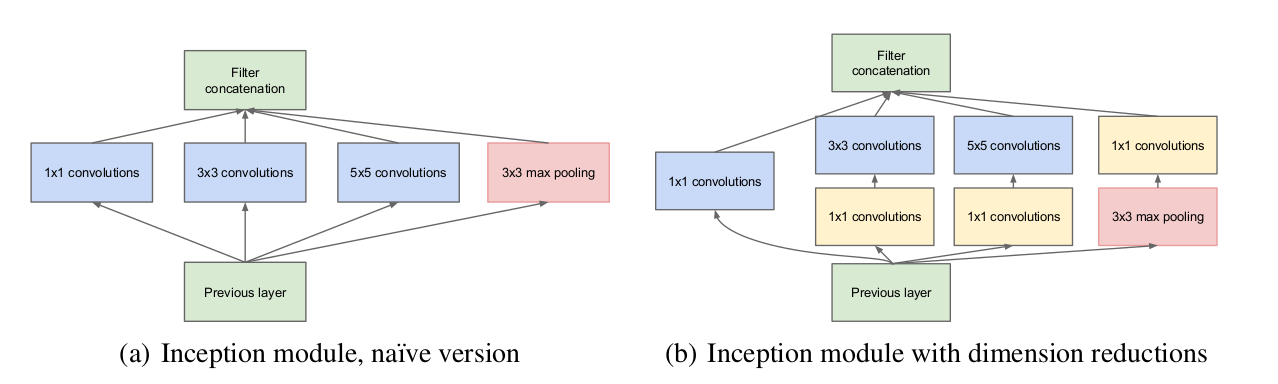 Filter
concatenation
1x1 convolutions
3x3 convolutions
5x5 convolutions
3x3 max pooling
Previous layer
(a) Inception module, naïve version
Filter
concatenation
1x1 convolutions
3x3 convolutions
5x5 convolutions
1x1 convolutions
1x1 convolutions
1x1 convolutions
3x3 max pooling
Previous layer
(b) Inception module with dimension reductions